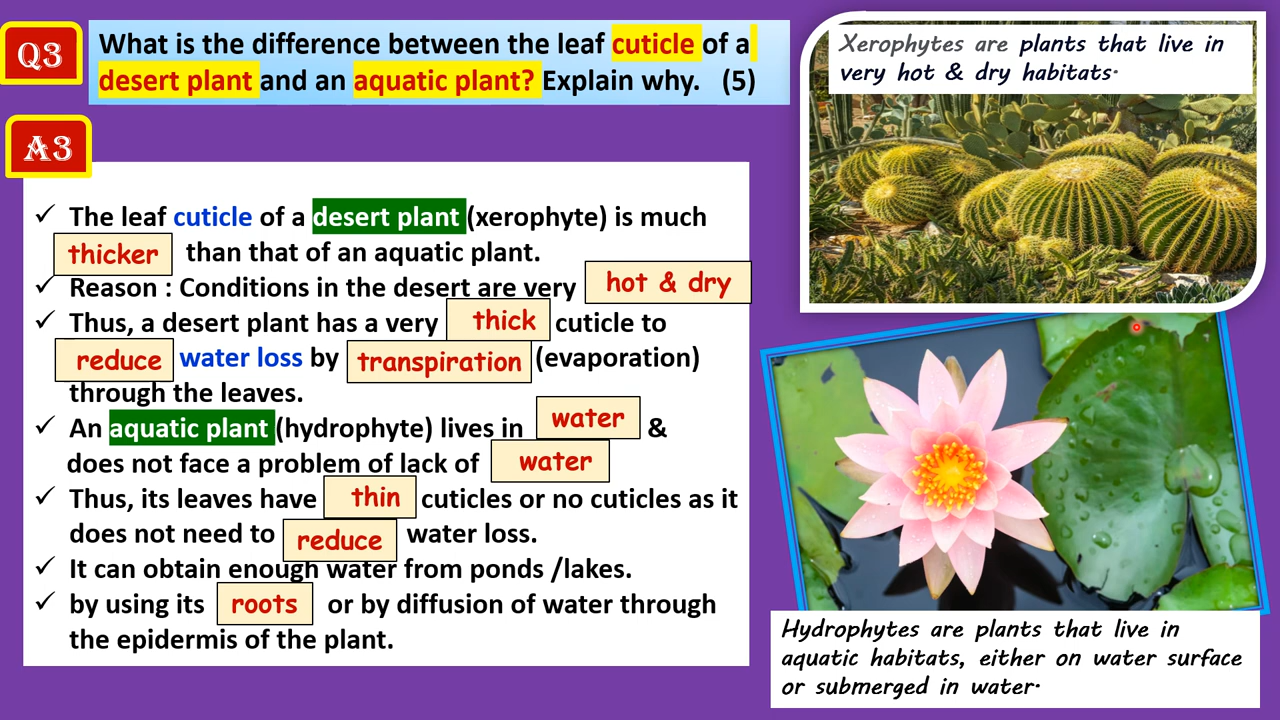 Q3
What is the difference between the leaf cuticle of a
desert plant and an aquatic plant? Explain why. (5)
A3
✓ The leaf cuticle of a desert plant (xerophyte) is much
thicker than that of an aquatic plant.
✓ Reason : Conditions in the desert are very hot & dry
✓ Thus, a desert plant has a very thick cuticle to
reduce water loss by transpiration (evaporation)
through the leaves.
✓ An aquatic plant (hydrophyte) lives in water &
does not face a problem of lack of water
✓ Thus, its leaves have thin cuticles or no cuticles as it
does not need to reduce water loss.
✓ It can obtain enough water from ponds /lakes.
✓ by using its roots or by diffusion of water through
the epidermis of the plant.
Xerophytes are plants that live in
very hot & dry habitats.
Hydrophytes are plants that live in
aquatic habitats, either on water surface
or submerged in water.